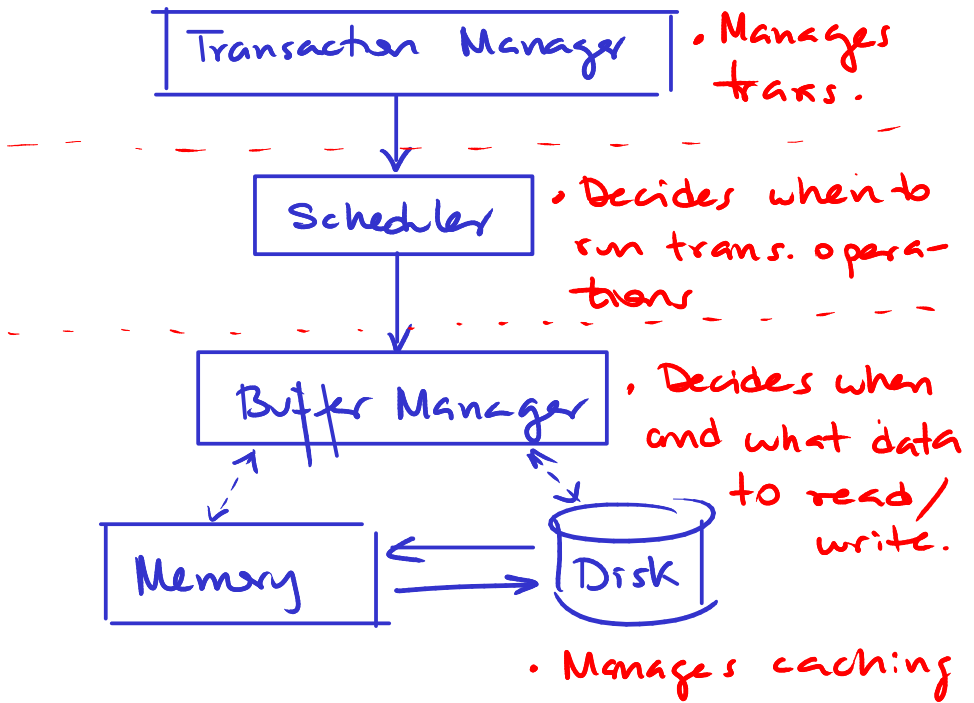 Transaction Manager
• Manages
trans.
Scheduler
• Decides when to
run trans. opera-
tions
Buffer Manager
• Decides when
and what data
to read/
write.
Memory
Disk
• Manages caching